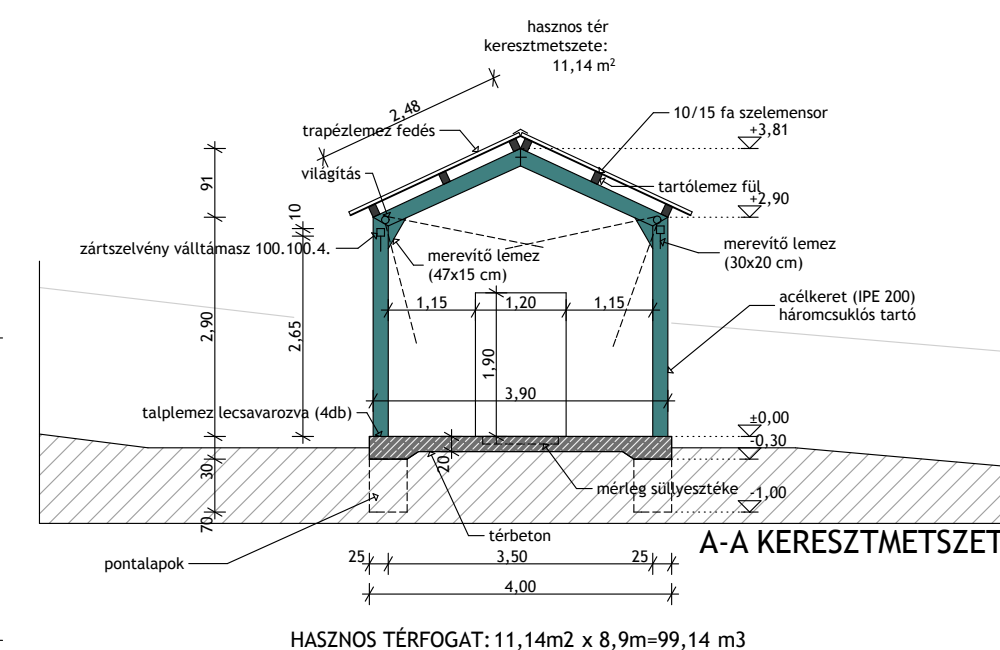 hasznos tér
keresztmetszete:
11,14 m²
2,48
trapézlemez fedés
10/15 fa szelemensor
+3,81
világítás
tartólemez fül
+2,90
91
10
zártszelvény válltámasz 100.100.4.
merevítő lemez
(47x15 cm)
merevítő lemez
(30x20 cm)
acélkeret (IPE 200)
háromcsuklós tartó
1,15
1,20
1,15
2,90
2,65
1,90
3,90
talplemez lecsavarozva (4db)
±0,00
-0,30
30
20
mérleg süllyesztéke
-1,00
70
térbeton
A-A KERESZTMETSZET
pontalapok
25
3,50
25
4,00
HASZNOS TÉRFOGAT: 11,14m2 x 8,9m=99,14 m3